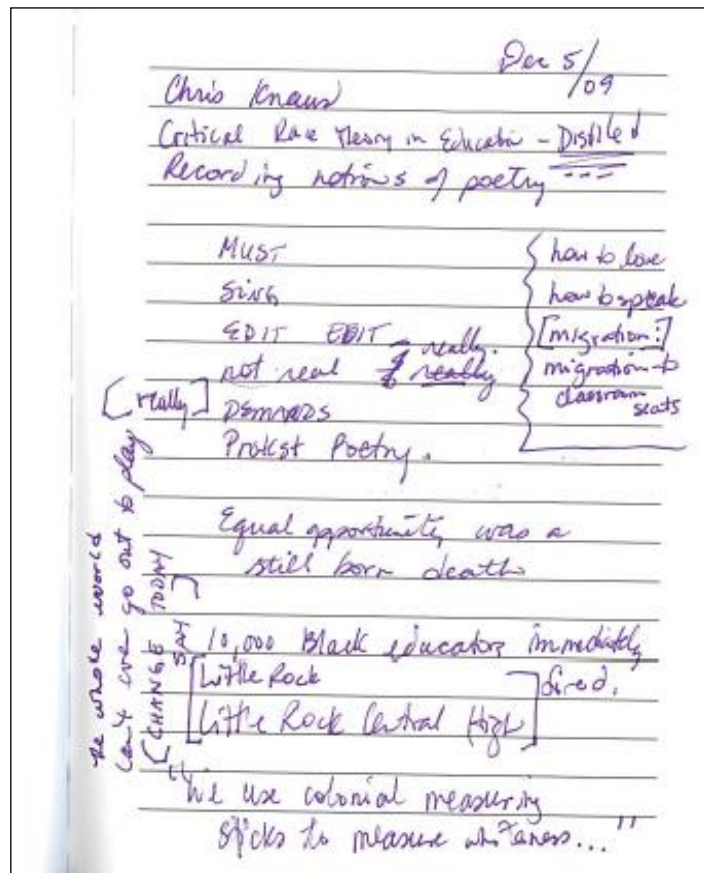 Dec 5/09
Chris Knaus
Critical Race Theory in Education - Distilled
Recording notions of poetry
MUST
SING
EDIT EDIT really.
not real really
[really]
DEMANDS
Protest Poetry.
{ how to love
how to speak
[migration:]
migration to
classroom
seats
Equal opportunity was a
still born death
10,000 Black educators immediately
[Little Rock
Little Rock Central High] fired.
"We use colonial measuring
sticks to measure whiteness..."
whole world
can't we go out to play
CHANGE TODAY